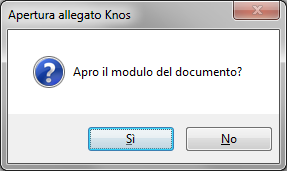 Apertura allegato Knos
Apro il modulo del documento?
Sì
No